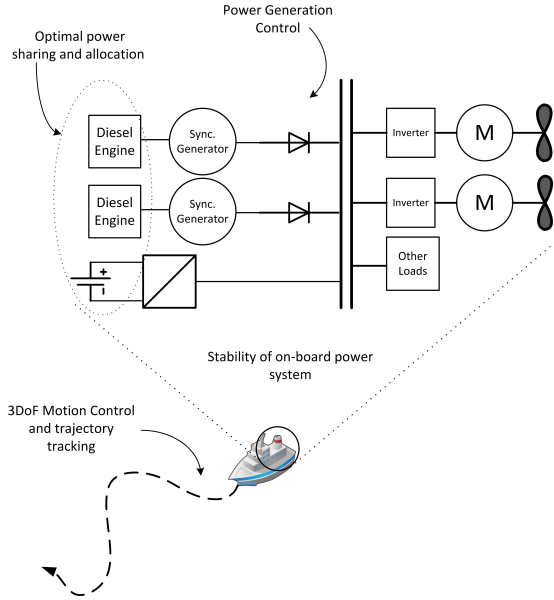 Power Generation
Control
Optimal power
sharing and allocation
Diesel
Engine
Sync.
Generator
Inverter
M
Diesel
Engine
Sync.
Generator
Inverter
M
Other
Loads
+
-
Stability of on-board power
system
3DoF Motion Control
and trajectory
tracking